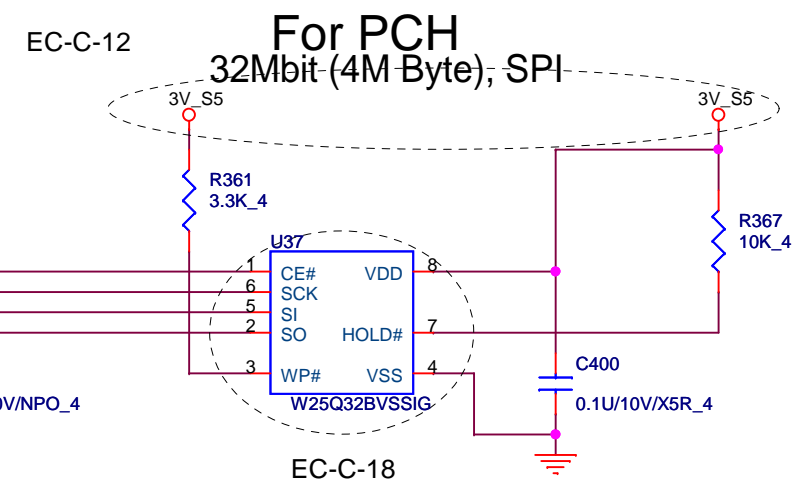 For PCH
EC-C-12
32Mbit (4M Byte), SPI
3V_S5
3V_S5
R361
3.3K_4
R367
10K_4
U37
1 CE# VDD 8
6 SCK
5 SI
2 SO HOLD# 7
3 WP# VSS 4
W25Q32BVSSIG
C400
0.1U/10V/X5R_4
0V/NPO_4
EC-C-18